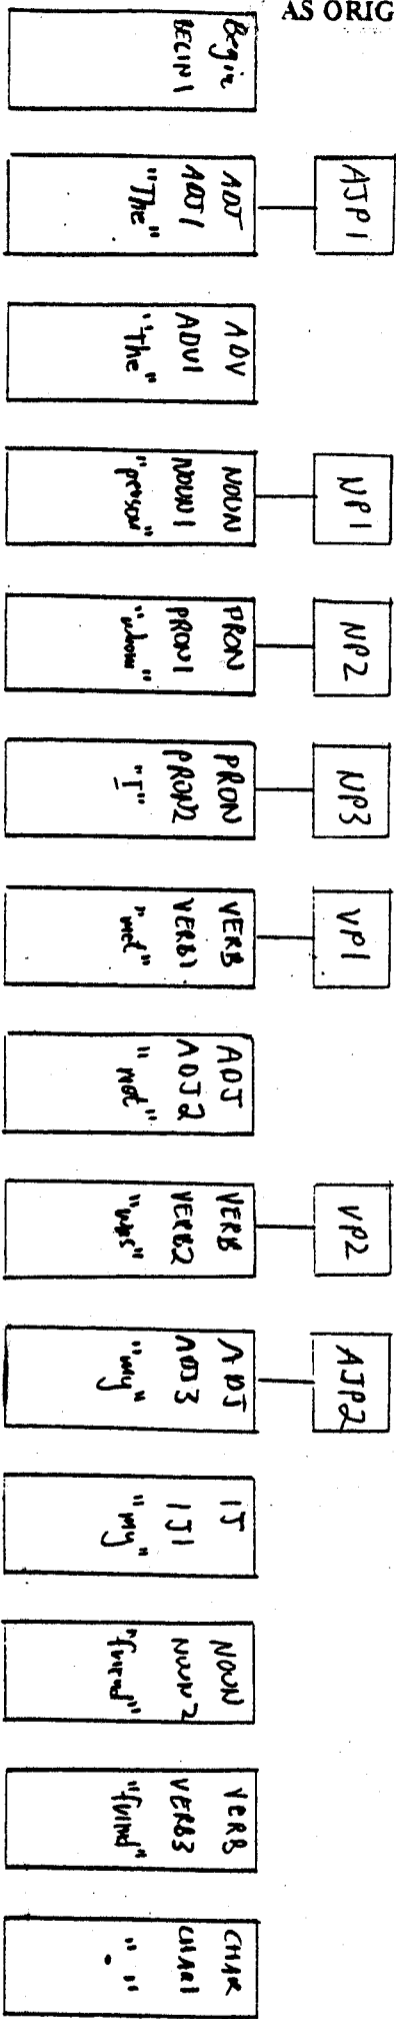 AS ORIG
Begin
BEGIN1
AJP1
ADJ
ADJ1
"The"
ADV
ADV1
"The"
NP1
NOUN
NOUN1
"person"
NP2
PRON
PRON1
"whom"
NP3
PRON
PRON2
"I"
VP1
VERB
VERB1
"met"
ADJ
ADJ2
"met"
VP2
VERB
VERB2
"was"
AJP2
ADJ
ADJ3
"my"
IJ
IJ1
"my"
NOUN
NOUN2
"friend"
VERB
VERB3
"friend"
CHAR
CHAR1
"."